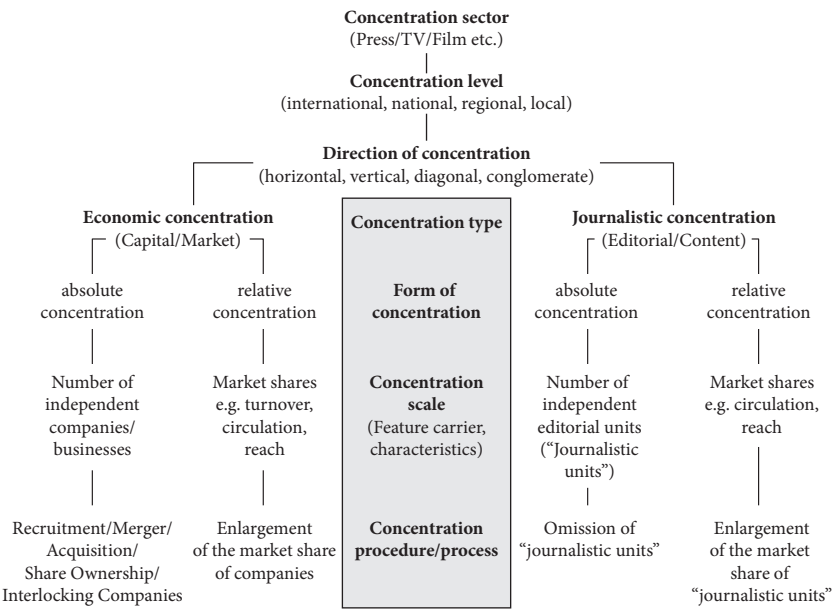 Concentration sector
(Press/TV/Film etc.)
Concentration level
(international, national, regional, local)
Direction of concentration
(horizontal, vertical, diagonal, conglomerate)
Economic concentration
(Capital/Market)
Concentration type
Journalistic concentration
(Editorial/Content)
absolute
concentration
relative
concentration
Form of
concentration
absolute
concentration
relative
concentration
Number of
independent
companies/
businesses
Market shares
e.g. turnover,
circulation,
reach
Concentration
scale
(Feature carrier,
characteristics)
Number of
independent
editorial units
(“Journalistic
units”)
Market shares
e.g. circulation,
reach
Recruitment/Merger/
Acquisition/
Share Ownership/
Interlocking Companies
Enlargement
of the market share
of companies
Concentration
procedure/process
Omission of
“journalistic units”
Enlargement
of the market
share of
“journalistic units”